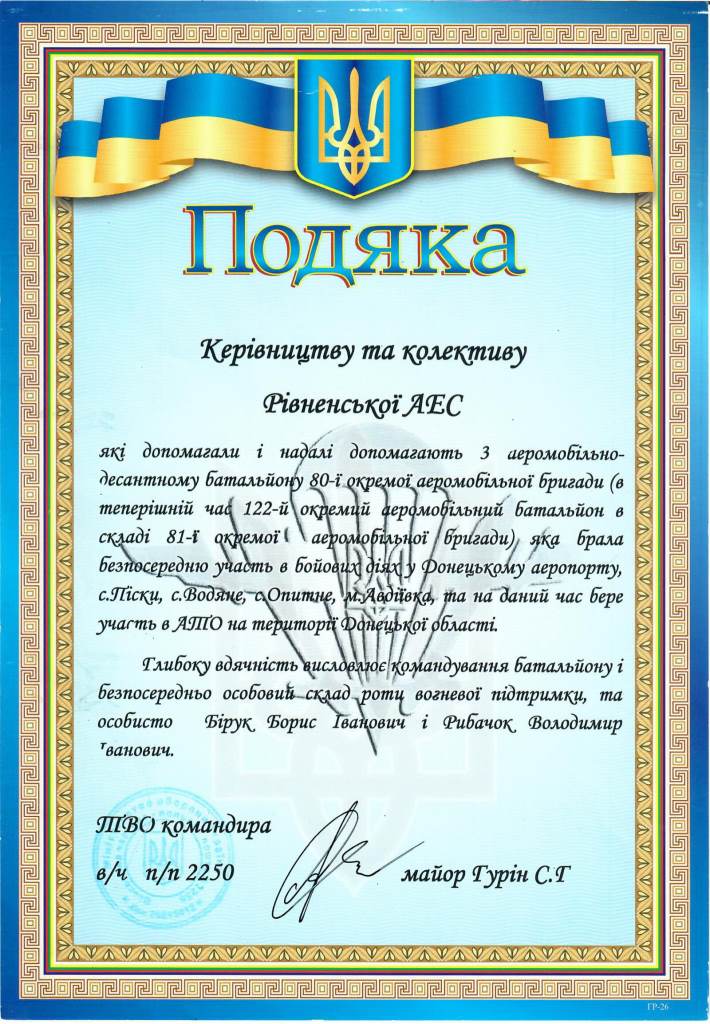 Подяка
Керівництву та колективу
Рівненської АЕС
які допомагали і надалі допомагають 3 аеромобільно-
десантному батальйону 80-ї окремої аеромобільної бригади (в
теперішній час 122-й окремий аеромобільний батальйон в
складі 81-ї окремої аеромобільної бригади) яка брала
безпосередню участь в бойових діях у Донецькому аеропорту,
с.Піски, с.Водяне, с.Опитне, м.Авдіївка, та на даний час бере
участь в АТО на території Донецької області.
Глибоку вдячність висловлює командування батальйону і
безпосередньо особовий склад роти вогневої підтримки, та
особисто Бірук Борис Іванович і Рибачок Володимир
Іванович.
ТВО командира
в/ч п/п 2250 майор Гурін С.Г
ГР-26